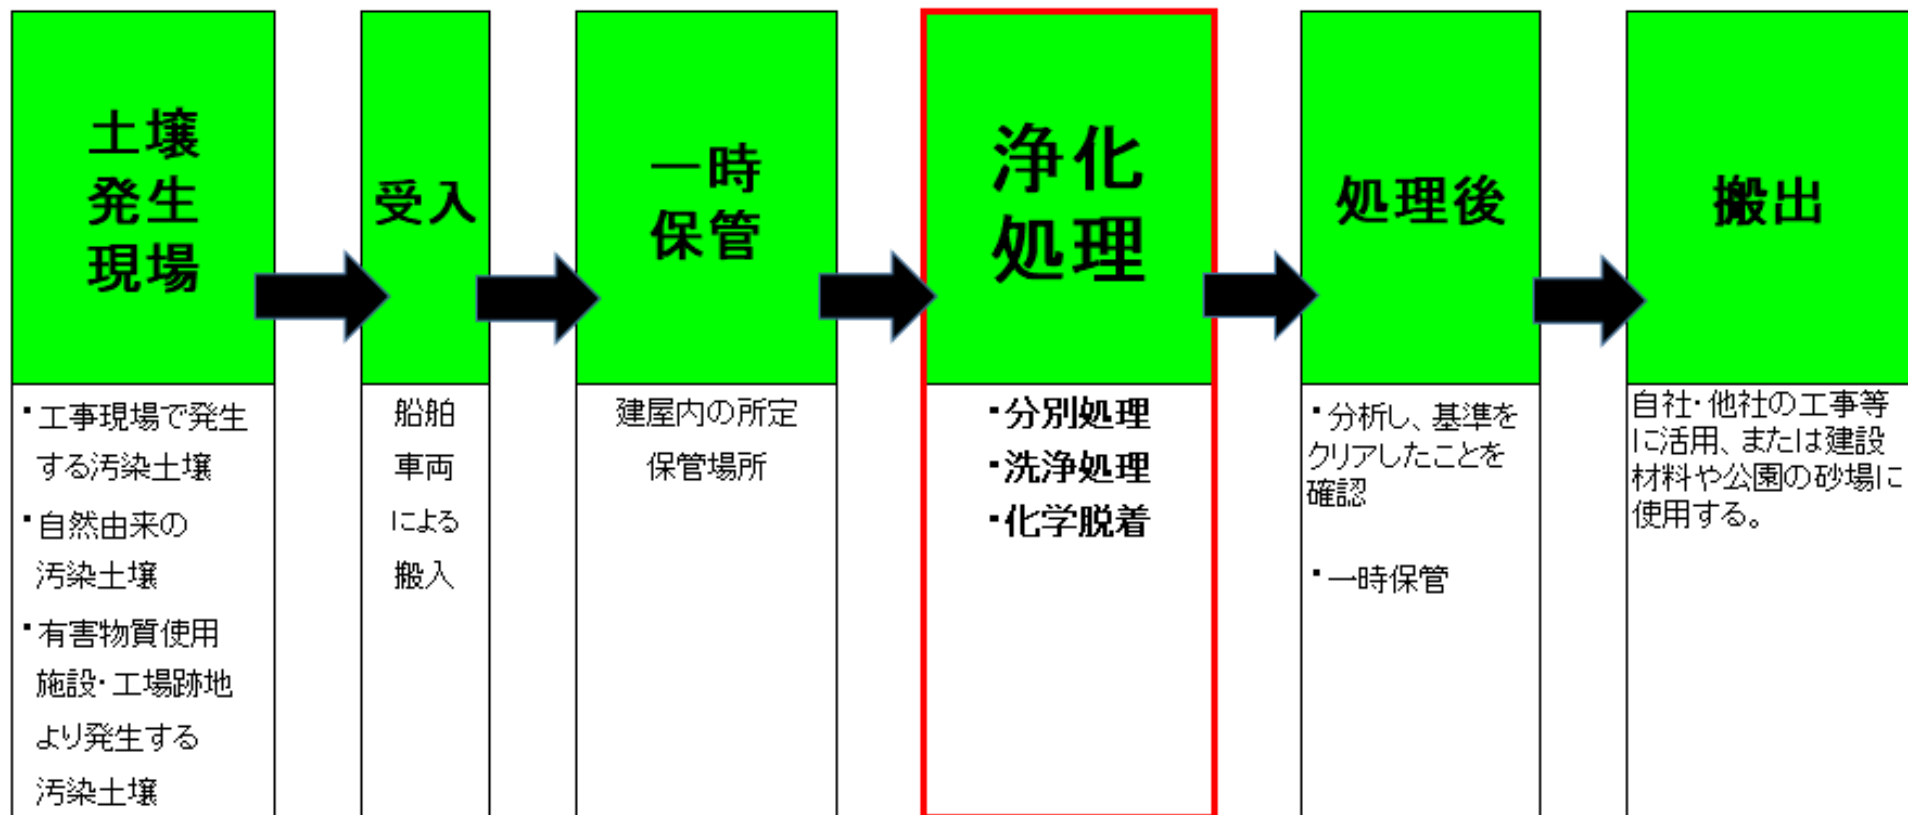 土壌
発生
現場
・工事現場で発生
する汚染土壌
・自然由来の
汚染土壌
・有害物質使用
施設・工場跡地
より発生する
汚染土壌
受入
船舶
車両
による
搬入
一時
保管
建屋内の所定
保管場所
浄化
処理
・分別処理
・洗浄処理
・化学脱着
処理後
・分析し、基準を
クリアしたことを
確認
・一時保管
搬出
自社・他社の工事等
に活用、または建設
材料や公園の砂場に
使用する。